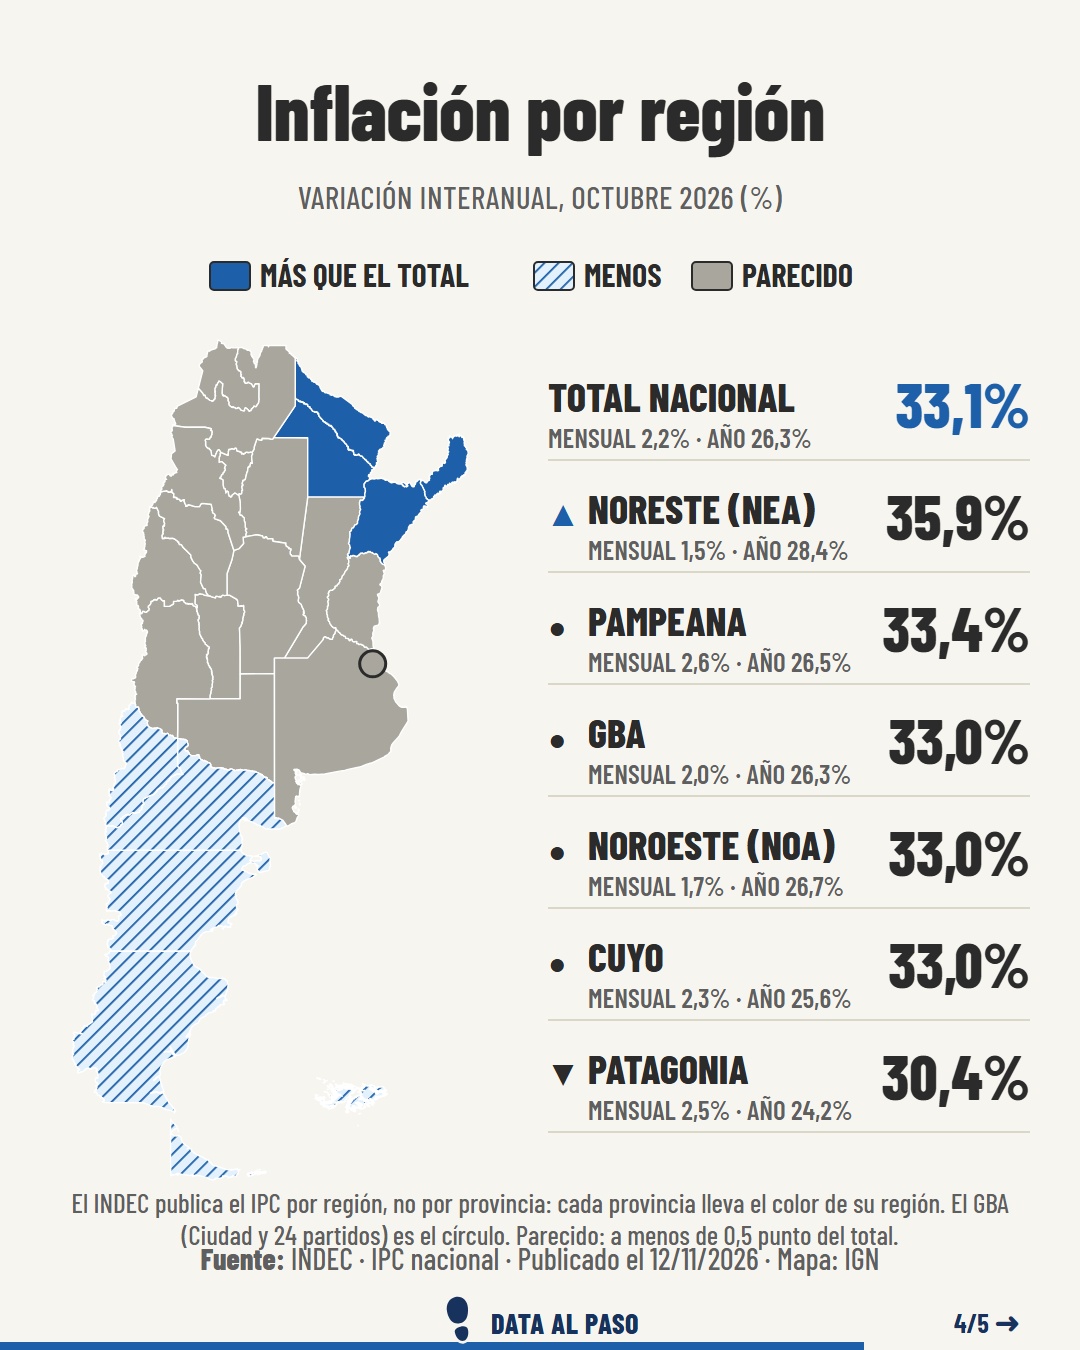 Inflación por región
VARIACIÓN INTERANUAL, OCTUBRE 2026 (%)
MÁS QUE EL TOTAL
MENOS
PARECIDO
TOTAL NACIONAL 33,1%
MENSUAL 2,2% · AÑO 26,3%
▲ NORESTE (NEA) 35,9%
MENSUAL 1,5% · AÑO 28,4%
● PAMPEANA 33,4%
MENSUAL 2,6% · AÑO 26,5%
● GBA 33,0%
MENSUAL 2,0% · AÑO 26,3%
● NOROESTE (NOA) 33,0%
MENSUAL 1,7% · AÑO 26,7%
● CUYO 33,0%
MENSUAL 2,3% · AÑO 25,6%
▼ PATAGONIA 30,4%
MENSUAL 2,5% · AÑO 24,2%
El INDEC publica el IPC por región, no por provincia: cada provincia lleva el color de su región. El GBA
(Ciudad y 24 partidos) es el círculo. Parecido: a menos de 0,5 punto del total.
Fuente: INDEC · IPC nacional · Publicado el 12/11/2026 · Mapa: IGN
DATA AL PASO
4/5 →